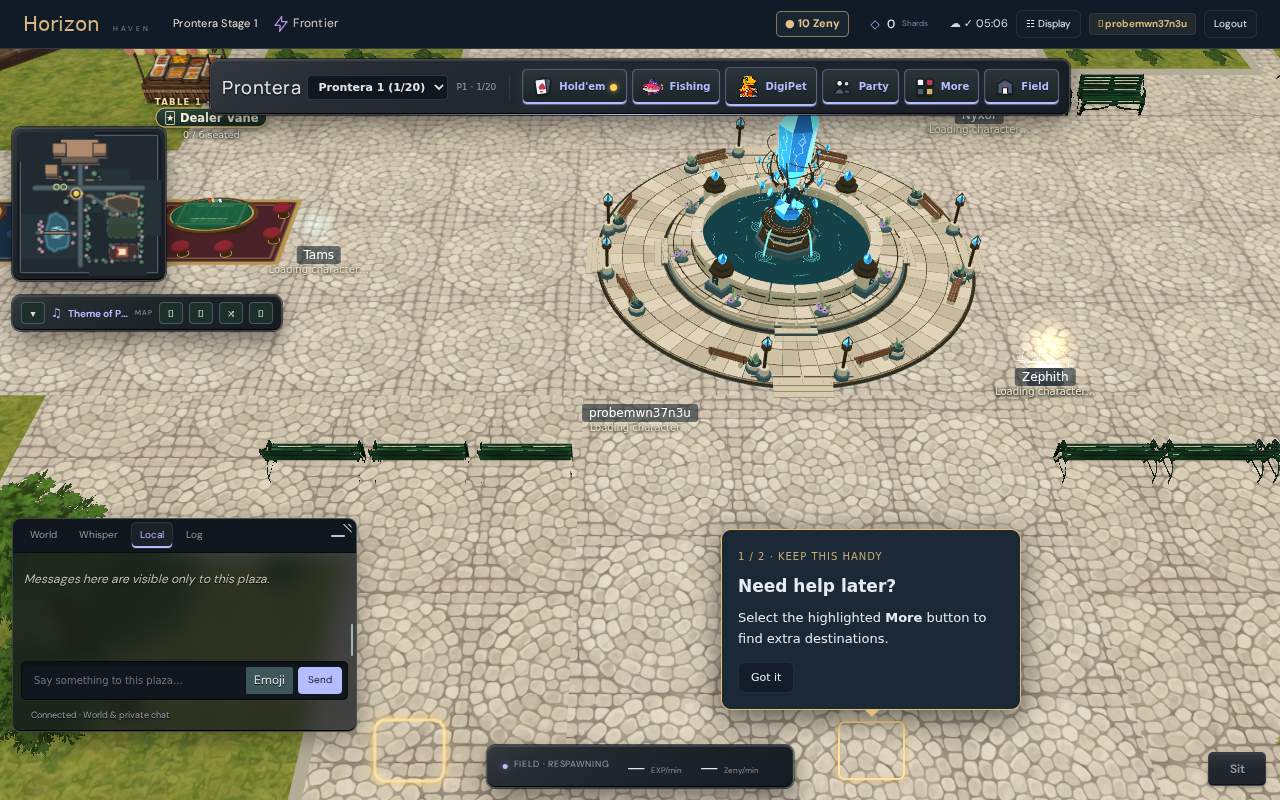 Horizon HAVEN Prontera Stage 1 Frontier 10 Zeny 0 Shards 05:06 Display probemwn37n3u Logout
Prontera Prontera 1 (1/20) P1 · 1/20 Hold'em Fishing DigiPet Party More Field
TABLE 1
Dealer Vane
0 / 6 seated
Nyxor
Loading character...
Tams
Loading character...
Theme of P... MAP
Zephith
Loading character...
probemwn37n3u
Loading character...
World Whisper Local Log
Messages here are visible only to this plaza.
Say something to this plaza... Emoji Send
Connected · World & private chat
1 / 2 · KEEP THIS HANDY
Need help later?
Select the highlighted More button to
find extra destinations.
Got it
FIELD · RESPAWNING — EXP/min — Zeny/min
Sit